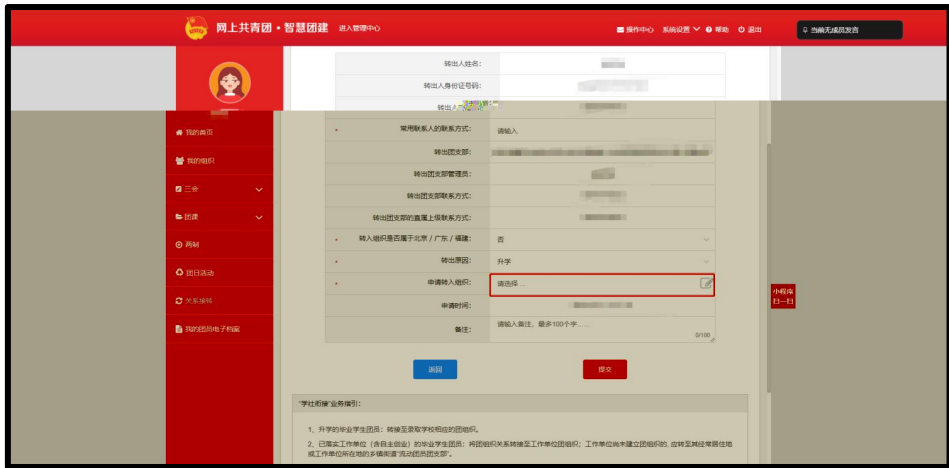 网上共青团·智慧团建 进入管理中心 操作中心 系统设置 帮助 退出 当前无成员发言
转出人姓名:
转出人身份证号码:
转出人
我的首页
常用联系人的联系方式: 请输入
我的组织
转出团支部:
转出团支部管理员:
三会
转出团支部联系方式:
团课
转出团支部的直属上级联系方式:
两制
转入组织是否属于北京/广东/福建: 否
转出原因: 升学
团日活动
申请转入组织: 请选择...
小程序
扫一扫
关系接转
申请时间:
我的团员电子档案
备注: 请输入备注, 最多100个字......
0/100
返回 提交
"学社衔接"业务指引:
1、升学的毕业学生团员: 转接至录取学校相应的团组织。
2、已落实工作单位(含自主创业)的毕业学生团员: 将团组织关系转接至工作单位团组织; 工作单位尚未建立团组织的, 应转至其经常居住地
或工作单位所在地的乡镇街道"流动团员团支部"。